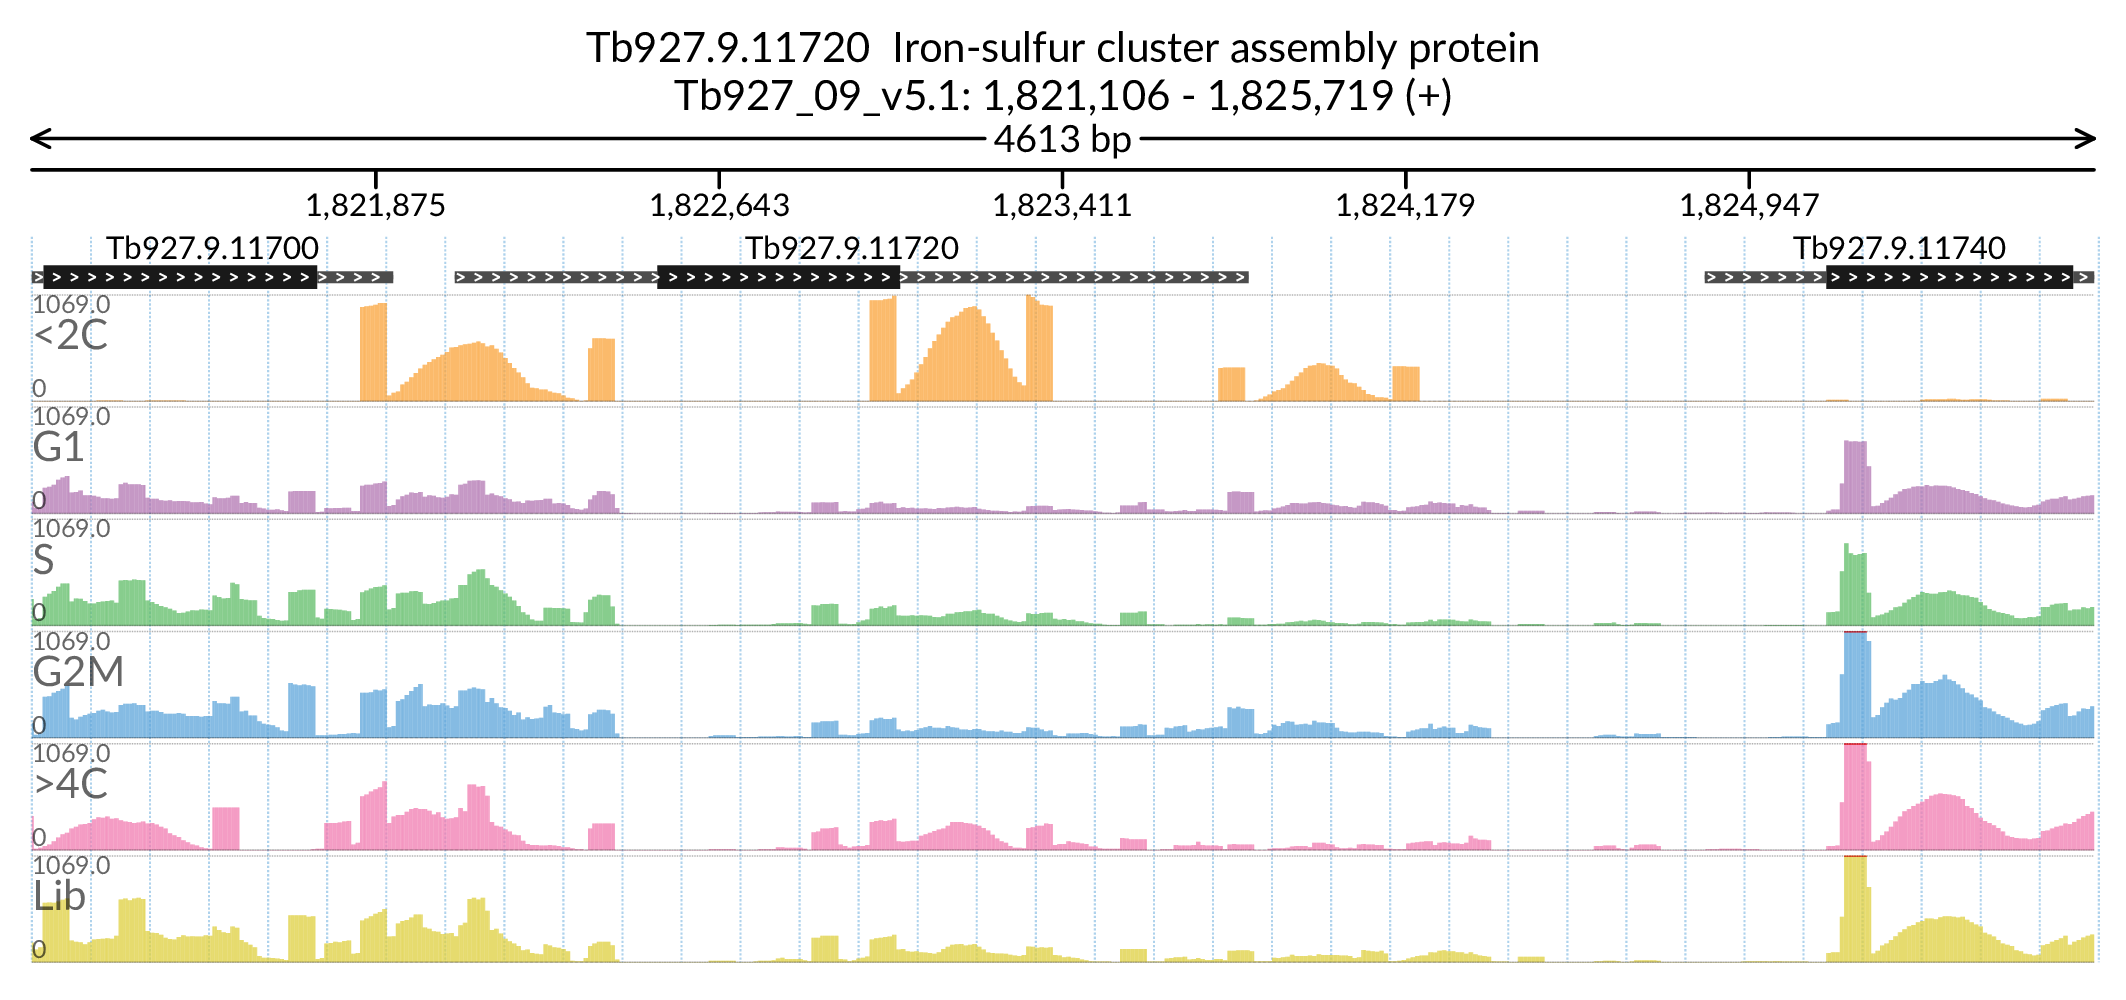 Tb927.9.11720 Iron-sulfur cluster assembly protein
Tb927_09_v5.1: 1,821,106 - 1,825,719 (+)
4613 bp
1,821,875 1,822,643 1,823,411 1,824,179 1,824,947
Tb927.9.11700 Tb927.9.11720 Tb927.9.11740
1069.0
<2C
0
1069.0
G1
0
1069.0
S
0
1069.0
G2M
0
1069.0
>4C
0
1069.0
Lib
0